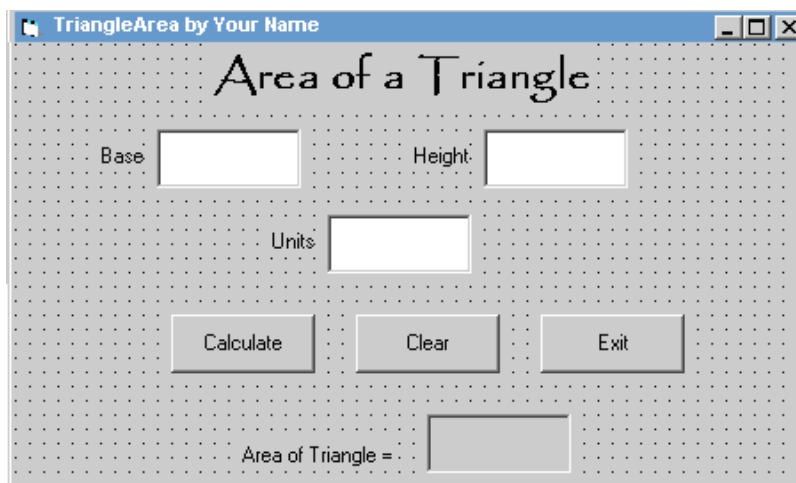 TriangleArea by Your Name
Area of a Triangle
Base
Height
Units
Calculate
Clear
Exit
Area of Triangle =